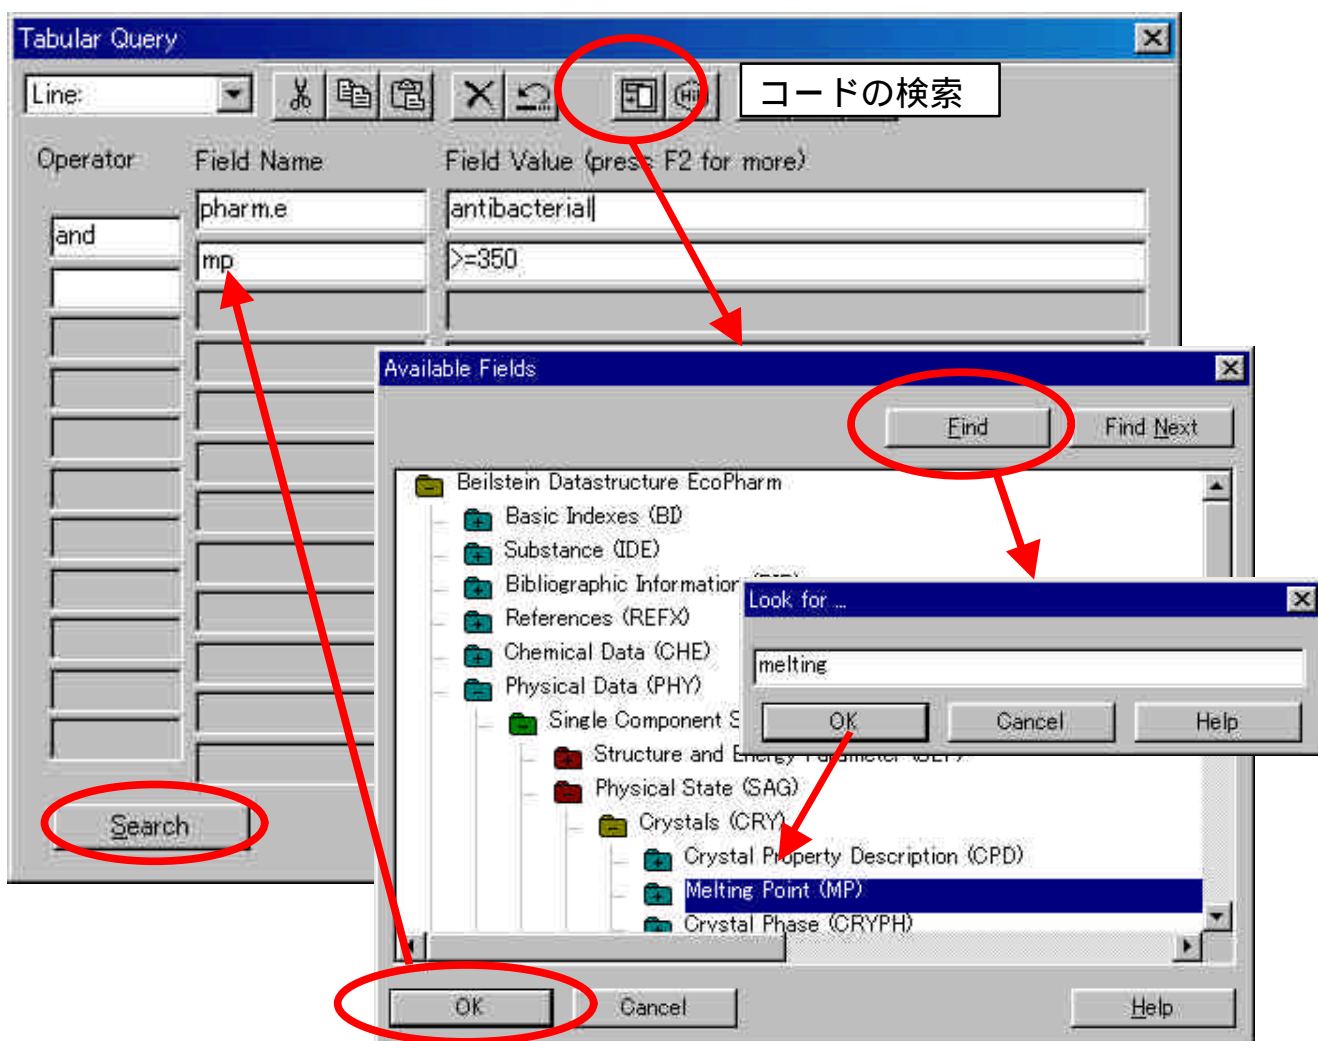 Tabular Query
Line:
コードの検索
Operator
Field Name
Field Value (press F2 for more)
pharm.e
antibacterial
and
mp
>=350
Available Fields
Find
Find Next
Beilstein Datastructure EcoPharm
Basic Indexes (BI)
Substance (IDE)
Bibliographic Information
References (REFX)
Chemical Data (CHE)
Physical Data (PHY)
Single Component S
Structure and Energy Parameter (SEP)
Physical State (SAG)
Crystals (CRY)
Crystal Property Description (CPD)
Melting Point (MP)
Crystal Phase (CRYPH)
Look for ...
melting
OK
Cancel
Help
Search
OK
Cancel
Help